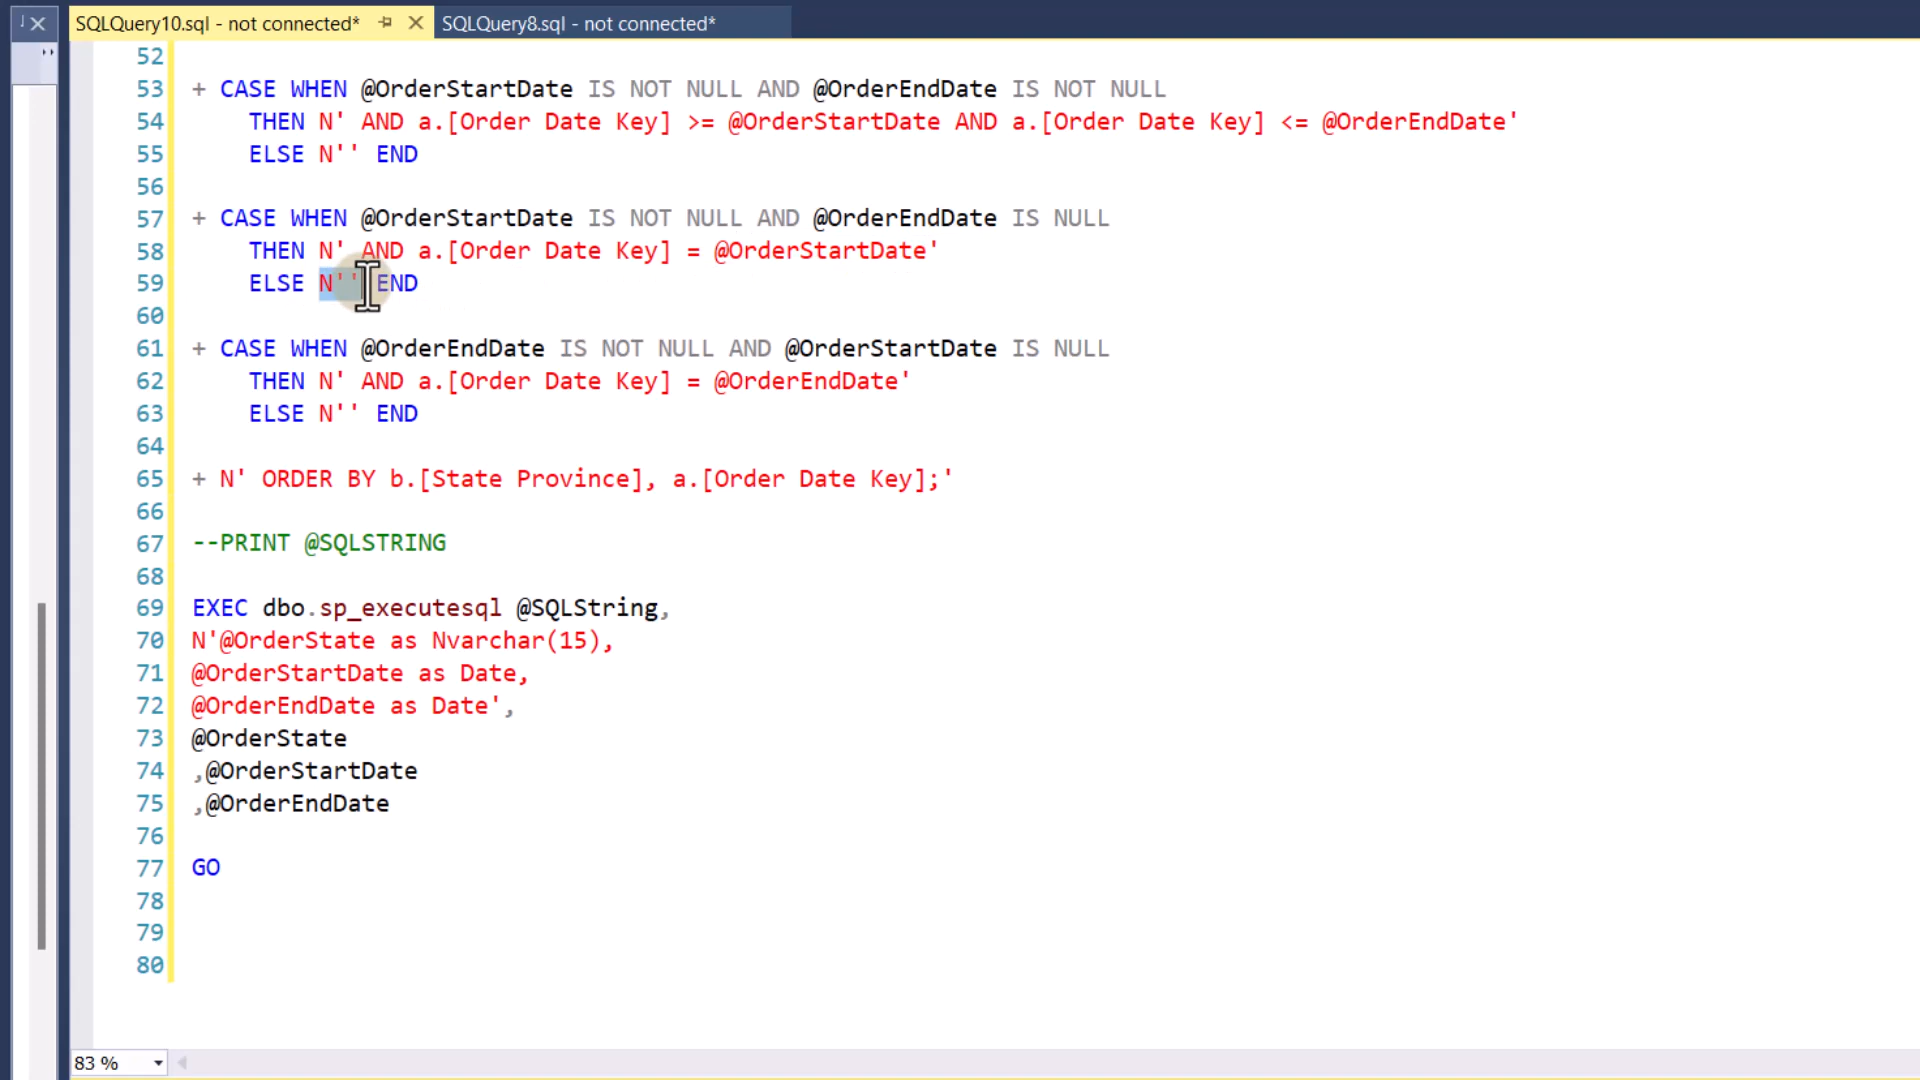 SQLQuery10.sql - not connected* SQLQuery8.sql - not connected*
52
53 + CASE WHEN @OrderStartDate IS NOT NULL AND @OrderEndDate IS NOT NULL
54 THEN N' AND a.[Order Date Key] >= @OrderStartDate AND a.[Order Date Key] <= @OrderEndDate'
55 ELSE N'' END
56
57 + CASE WHEN @OrderStartDate IS NOT NULL AND @OrderEndDate IS NULL
58 THEN N' AND a.[Order Date Key] = @OrderStartDate'
59 ELSE N'' END
60
61 + CASE WHEN @OrderEndDate IS NOT NULL AND @OrderStartDate IS NULL
62 THEN N' AND a.[Order Date Key] = @OrderEndDate'
63 ELSE N'' END
64
65 + N' ORDER BY b.[State Province], a.[Order Date Key];'
66
67 --PRINT @SQLSTRING
68
69 EXEC dbo.sp_executesql @SQLString,
70 N'@OrderState as Nvarchar(15),
71 @OrderStartDate as Date,
72 @OrderEndDate as Date',
73 @OrderState
74 ,@OrderStartDate
75 ,@OrderEndDate
76
77 GO
78
79
80
83 %